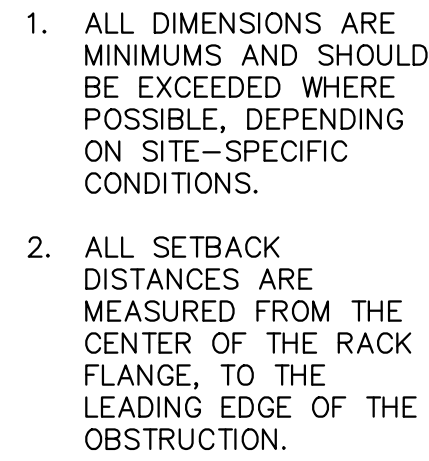 1. ALL DIMENSIONS ARE
MINIMUMS AND SHOULD
BE EXCEEDED WHERE
POSSIBLE, DEPENDING
ON SITE-SPECIFIC
CONDITIONS.
2. ALL SETBACK
DISTANCES ARE
MEASURED FROM THE
CENTER OF THE RACK
FLANGE, TO THE
LEADING EDGE OF THE
OBSTRUCTION.